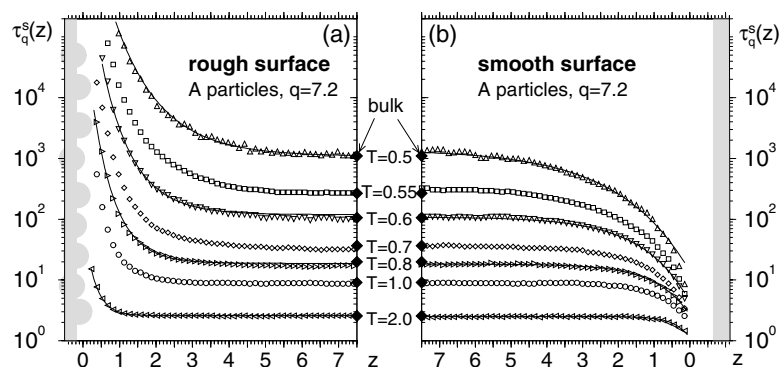 τqs(z)
(a)
(b)
τqs(z)
rough surface
A particles, q=7.2
smooth surface
A particles, q=7.2
bulk
10^4
10^4
10^3
T=0.5
10^3
T=0.55
10^2
T=0.6
10^2
T=0.7
10^1
T=0.8
10^1
T=1.0
T=2.0
10^0
10^0
0 1 2 3 4 5 6 7 z
7 6 5 4 3 2 1 0 z